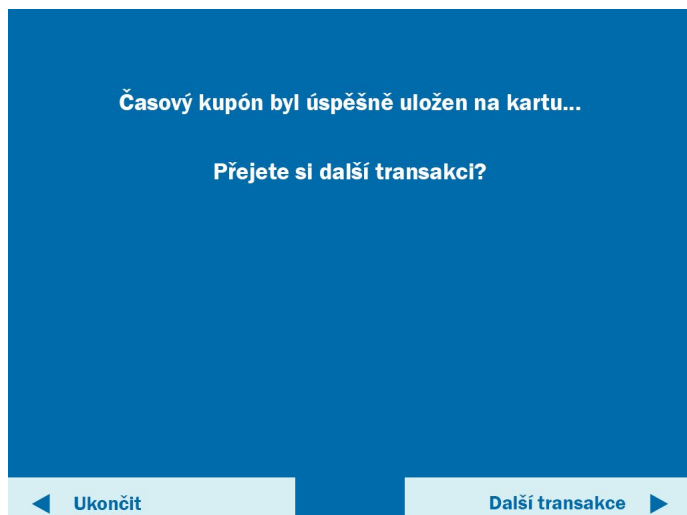 Časový kupón byl úspěšně uložen na kartu...
Přejete si další transakci?
Ukončit
Další transakce